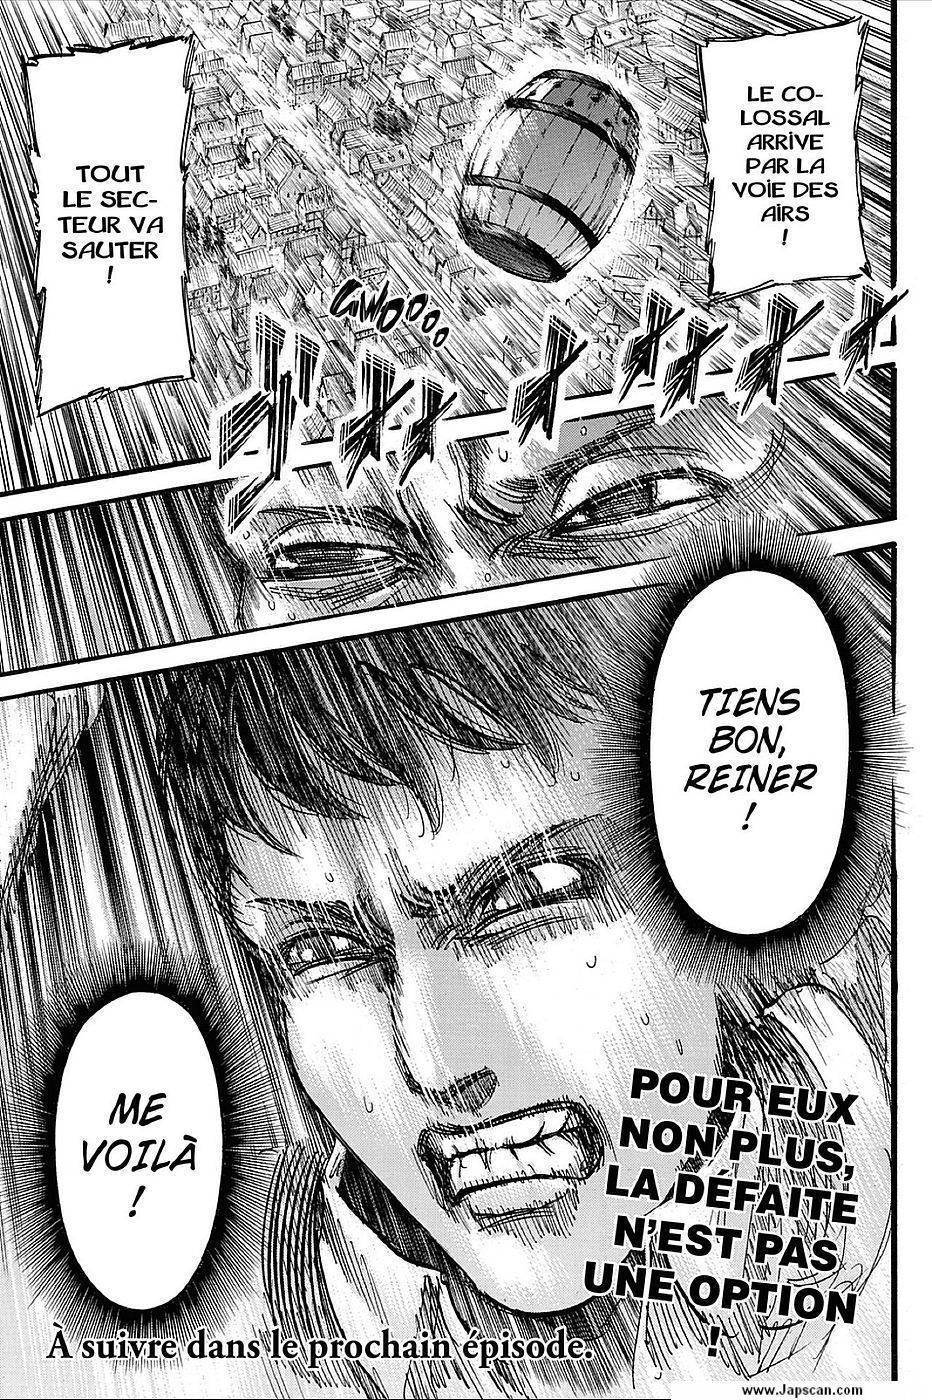 LE CO-
LOSSAL
ARRIVE
PAR LA
VOIE DES
AIRS
!
TOUT
LE SEC-
TEUR VA
SAUTER
!
GWOOOOO
TIENS
BON,
REINER
!
ME
VOILÀ
!
POUR EUX
NON PLUS,
LA DÉFAITE
N'EST PAS
UNE OPTION
!
À suivre dans le prochain épisode.
www.Japscan.com